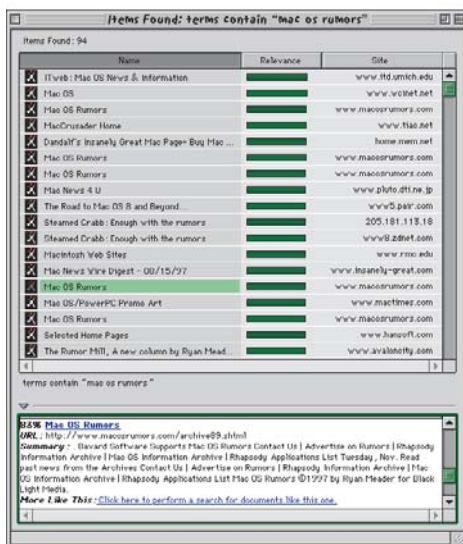 Items Found: terms contain "mac os rumors"
Items Found: 94
Name Relevance Site
ITweb: Mac OS News & Information www.itd.umich.edu
Mac OS www.wolnet.net
Mac OS Rumors www.macosrumors.com
MacCrusader Home www.tiac.net
Dandalf's Insanely Great Mac Page+ Buy Mac ... home.mem.net
Mac OS Rumors www.macosrumors.com
Mac OS Rumors www.macosrumors.com
Mac News 4 U www.pluto.dti.ne.jp
The Road to Mac OS 8 and Beyond... www5.pair.com
Steamed Crabb: Enough with the rumors 205.181.113.18
Steamed Crabb: Enough with the rumors www8.zdnet.com
Macintosh Web Sites www.rmc.edu
Mac News Wire Digest - 08/15/97 www.insanely-great.com
Mac OS Rumors www.macosrumors.com
Mac OS/PowerPC Promo Art www.mactimes.com
Mac OS Rumors www.macosrumors.com
Selected Home Pages www.hansoft.com
The Rumor Mill, A new column by Ryan Mead... www.avaloncity.com
terms contain "mac os rumors"
86% Mac OS Rumors
URL: http://www.macosrumors.com/archive89.shtml
Summary: . Bavard Software Supports Mac OS Rumors Contact Us | Advertise on Rumors | Rhapsody
Information Archive | Mac OS Information Archive | Rhapsody Applications List Tuesday, Nov. Read
past news from the Archives Contact Us | Advertise on Rumors | Rhapsody Information Archive | Mac
OS Information Archive | Rhapsody Applications List Mac OS Rumors ©1997 by Ryan Meader for Black
Light Media.
More Like This: Click here to perform a search for documents like this one.